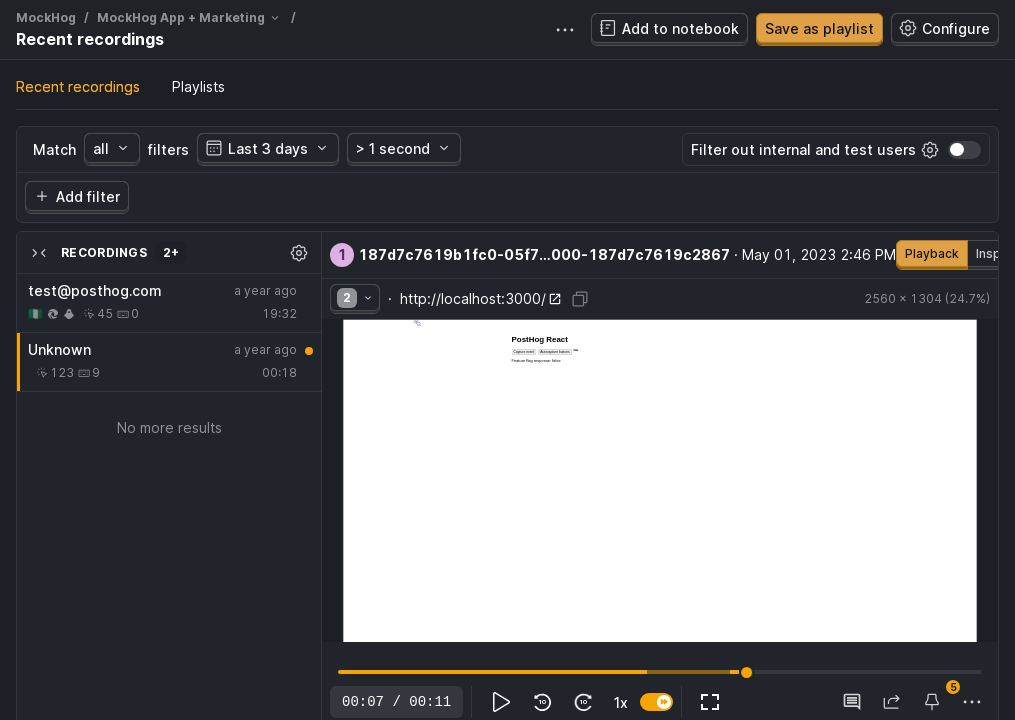 MockHog / MockHog App + Marketing /
Recent recordings
Add to notebook
Save as playlist
Configure
Recent recordings
Playlists
Match all filters Last 3 days > 1 second
Filter out internal and test users
Add filter
RECORDINGS 2+
test@posthog.com a year ago
45 0 19:32
Unknown a year ago
123 9 00:18
No more results
1 187d7c7619b1fc0-05f7...000-187d7c7619c2867 · May 01, 2023 2:46 PM
Playback Insp
2 · http://localhost:3000/ 2560 × 1304 (24.7%)
PostHog React
Capture event
Feature flag response: false
00:07 / 00:11
10 10 1x
5